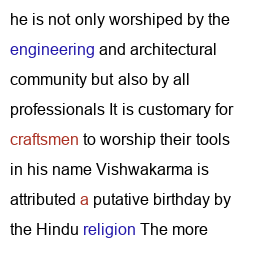 he is not only worshiped by the
engineering and architectural
community but also by all
professionals It is customary for
craftsmen to worship their tools
in his name Vishwakarma is
attributed a putative birthday by
the Hindu religion The more